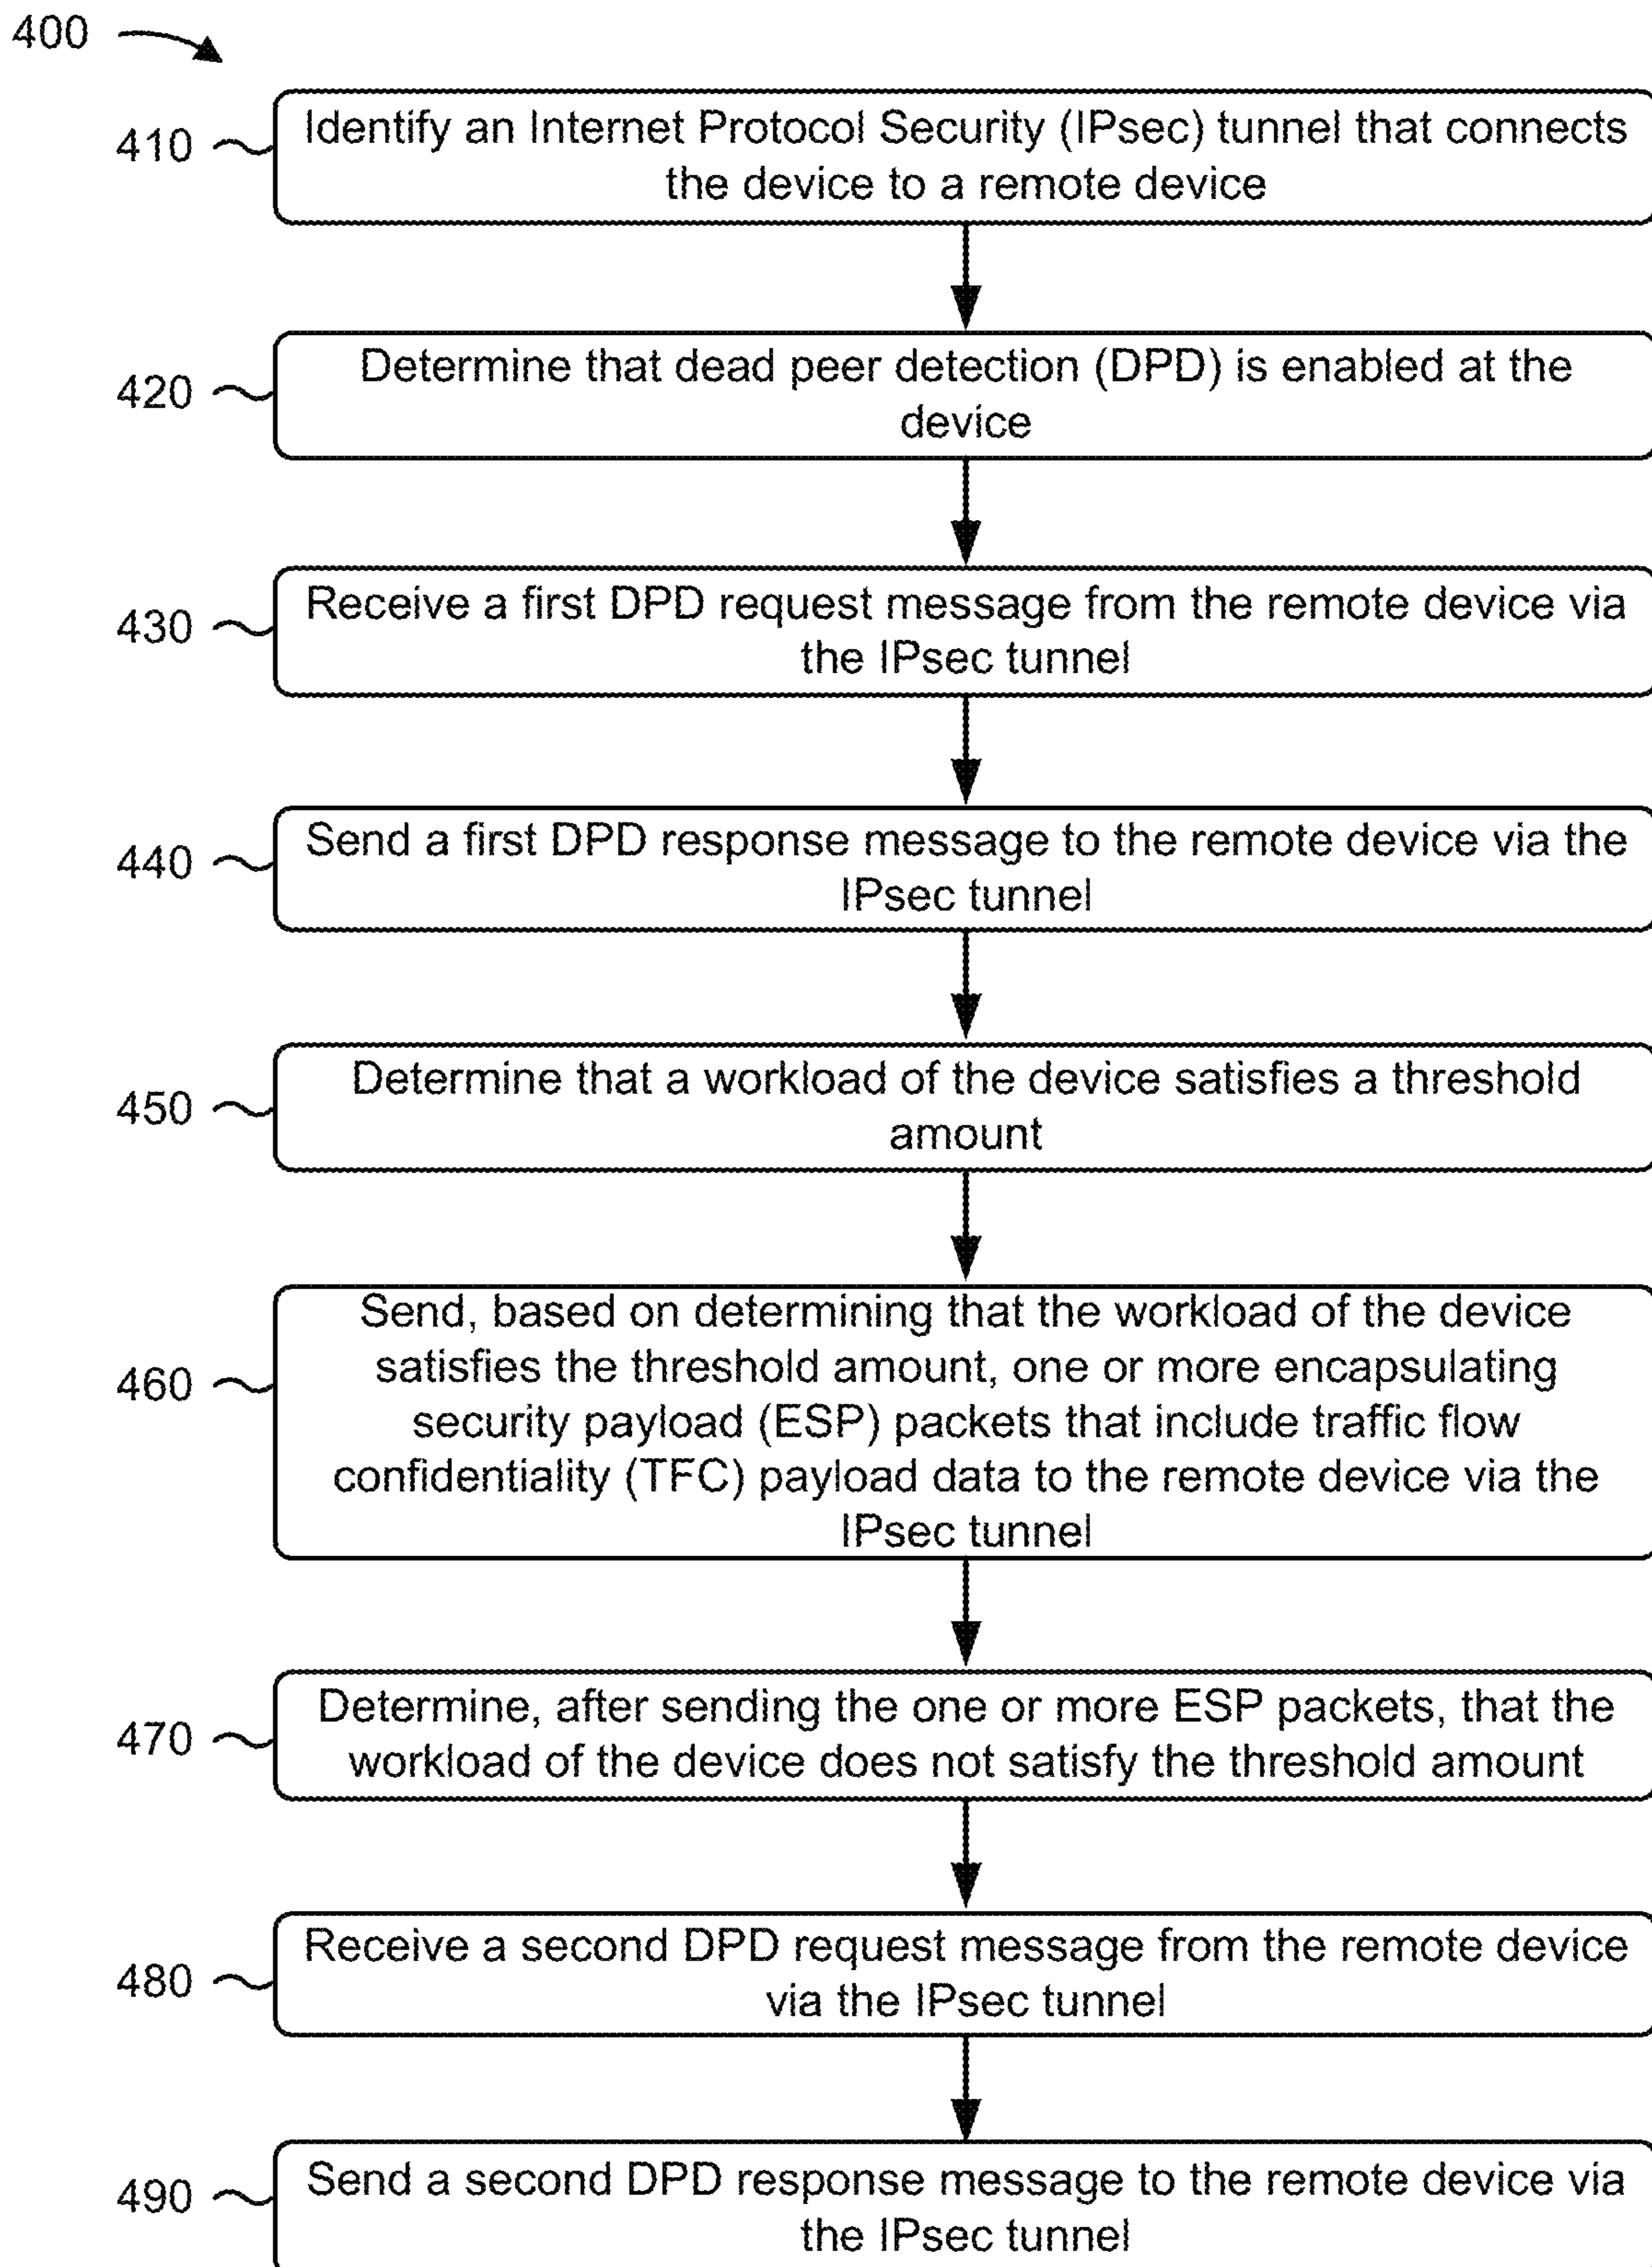 400
410
Identify an Internet Protocol Security (IPsec) tunnel that connects
the device to a remote device
420
Determine that dead peer detection (DPD) is enabled at the
device
430
Receive a first DPD request message from the remote device via
the IPsec tunnel
440
Send a first DPD response message to the remote device via the
IPsec tunnel
450
Determine that a workload of the device satisfies a threshold
amount
460
Send, based on determining that the workload of the device
satisfies the threshold amount, one or more encapsulating
security payload (ESP) packets that include traffic flow
confidentiality (TFC) payload data to the remote device via the
IPsec tunnel
470
Determine, after sending the one or more ESP packets, that the
workload of the device does not satisfy the threshold amount
480
Receive a second DPD request message from the remote device
via the IPsec tunnel
490
Send a second DPD response message to the remote device via
the IPsec tunnel